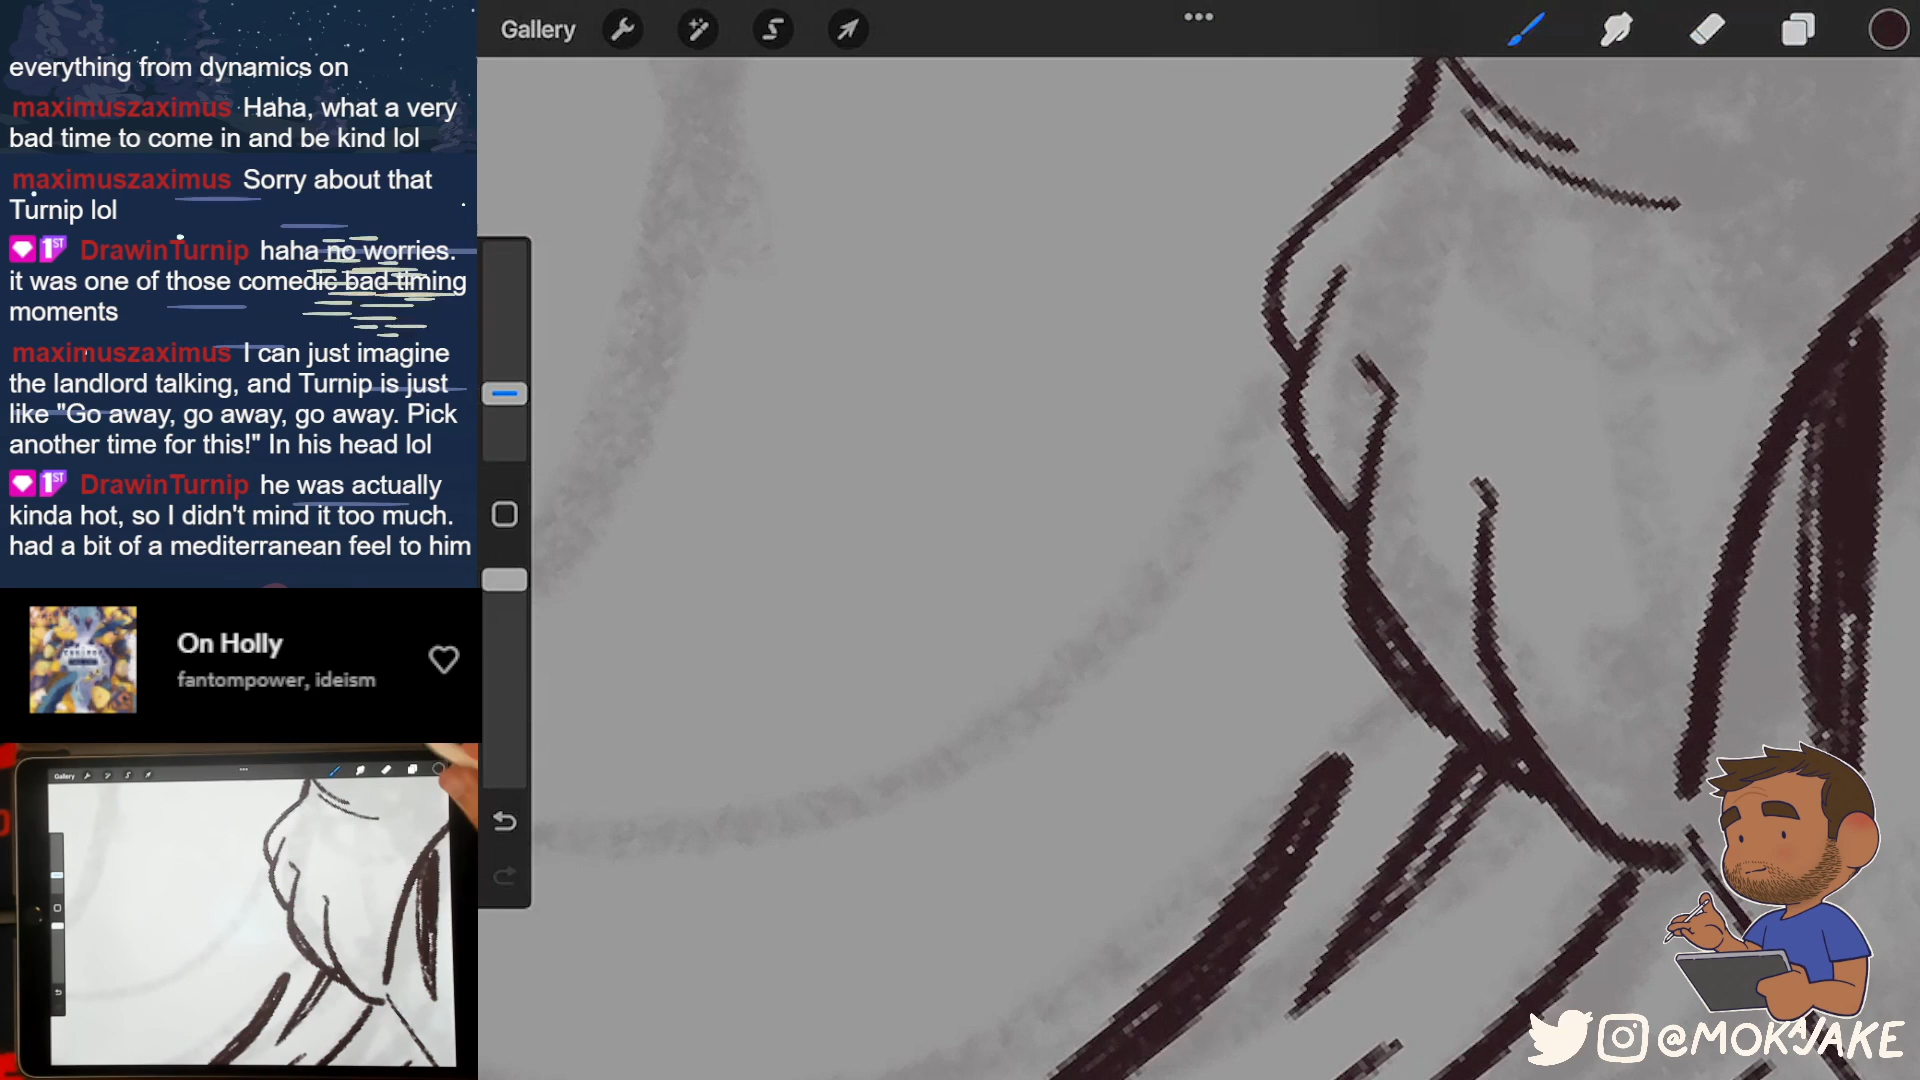 everything from dynamics on
maximuszaximus Haha, what a very
bad time to come in and be kind lol
maximuszaximus Sorry about that
Turnip lol
1ST DrawinTurnip haha no worries.
it was one of those comedic bad timing
moments
maximuszaximus I can just imagine
the landlord talking, and Turnip is just
like "Go away, go away, go away. Pick
another time for this!" In his head lol
1ST DrawinTurnip he was actually
kinda hot, so I didn't mind it too much.
had a bit of a mediterranean feel to him
On Holly
fantompower, ideism
Gallery
Gallery
@MOKAJAKE